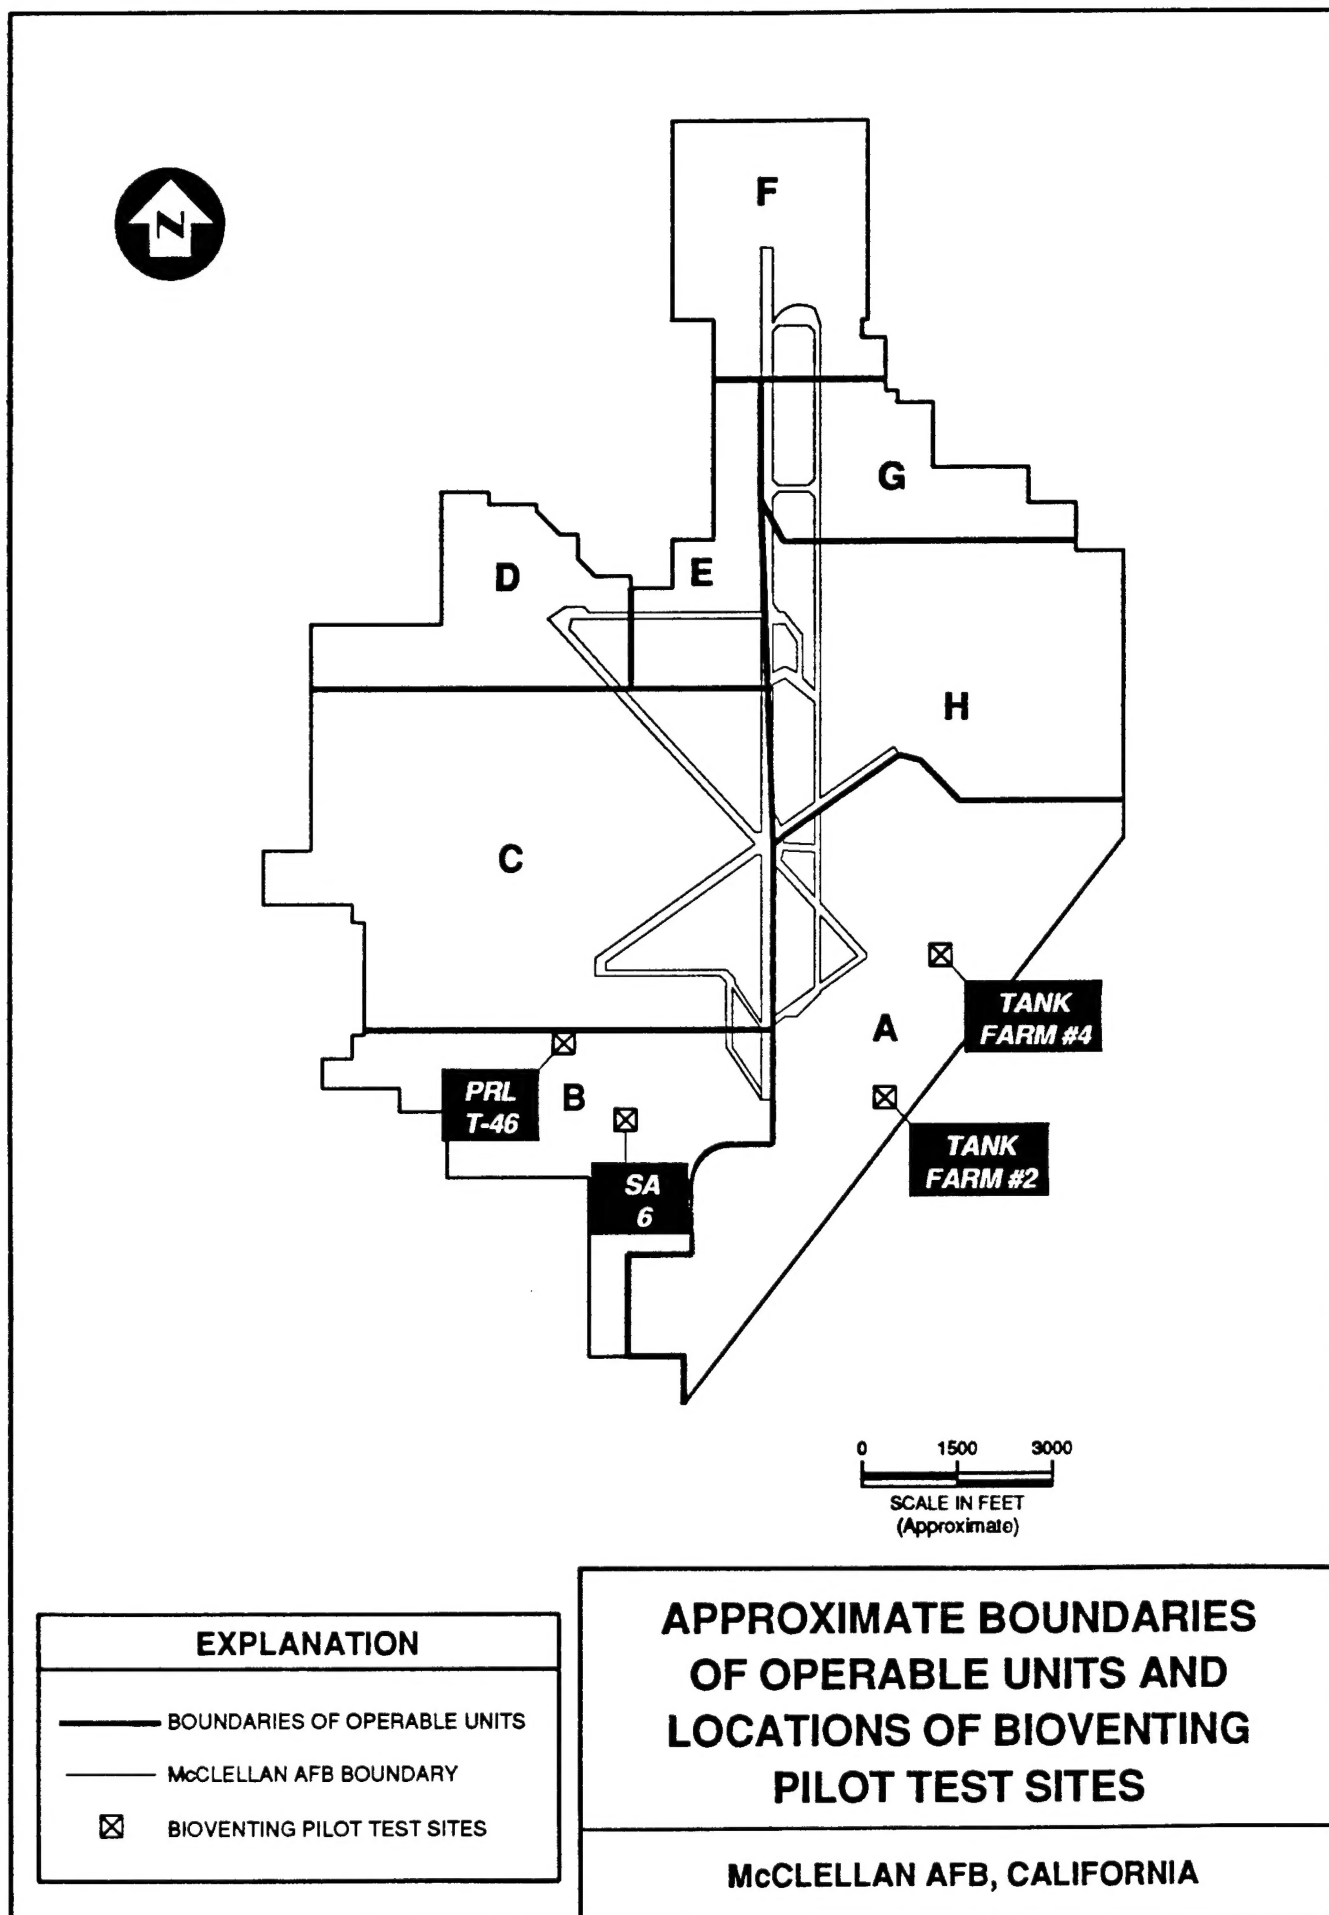 F
N
G
D
E
H
C
TANK
FARM #4
A
PRL
T-46
B
TANK
FARM #2
SA
6
0 1500 3000
SCALE IN FEET
(Approximate)
EXPLANATION
BOUNDARIES OF OPERABLE UNITS
McCLELLAN AFB BOUNDARY
BIOVENTING PILOT TEST SITES
APPROXIMATE BOUNDARIES
OF OPERABLE UNITS AND
LOCATIONS OF BIOVENTING
PILOT TEST SITES
McCLELLAN AFB, CALIFORNIA